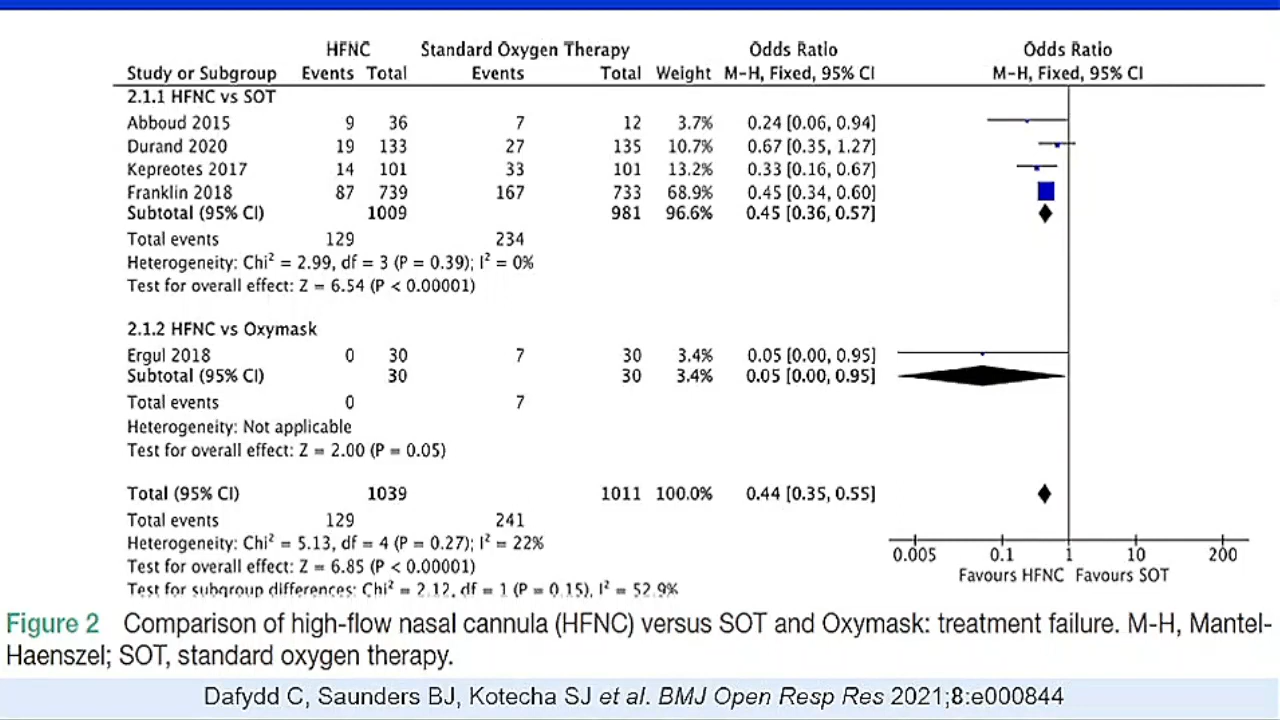 HFNC Standard Oxygen Therapy Odds Ratio Odds Ratio
Study or Subgroup Events Total Events Total Weight M-H, Fixed, 95% CI M-H, Fixed, 95% CI
2.1.1 HFNC vs SOT
Abboud 2015 9 36 7 12 3.7% 0.24 [0.06, 0.94]
Durand 2020 19 133 27 135 10.7% 0.67 [0.35, 1.27]
Kepreotes 2017 14 101 33 101 13.2% 0.33 [0.16, 0.67]
Franklin 2018 87 739 167 733 68.9% 0.45 [0.34, 0.60]
Subtotal (95% CI) 1009 981 96.6% 0.45 [0.36, 0.57]
Total events 129 234
Heterogeneity: Chi² = 2.99, df = 3 (P = 0.39); I² = 0%
Test for overall effect: Z = 6.54 (P < 0.00001)
2.1.2 HFNC vs Oxymask
Ergul 2018 0 30 7 30 3.4% 0.05 [0.00, 0.95]
Subtotal (95% CI) 30 30 3.4% 0.05 [0.00, 0.95]
Total events 0 7
Heterogeneity: Not applicable
Test for overall effect: Z = 2.00 (P = 0.05)
Total (95% CI) 1039 1011 100.0% 0.44 [0.35, 0.55]
Total events 129 241
Heterogeneity: Chi² = 5.13, df = 4 (P = 0.27); I² = 22%
Test for overall effect: Z = 6.85 (P < 0.00001)
Test for subgroup differences: Chi² = 2.12, df = 1 (P = 0.15), I² = 52.9%
0.005 0.1 1 10 200
Favours HFNC Favours SOT
Figure 2 Comparison of high-flow nasal cannula (HFNC) versus SOT and Oxymask: treatment failure. M-H, Mantel-
Haenszel; SOT, standard oxygen therapy.
Dafydd C, Saunders BJ, Kotecha SJ et al. BMJ Open Resp Res 2021;8:e000844